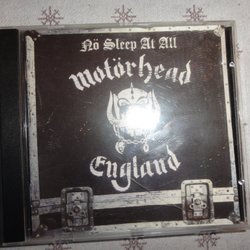 Nö Sleep At All
motörhead
England